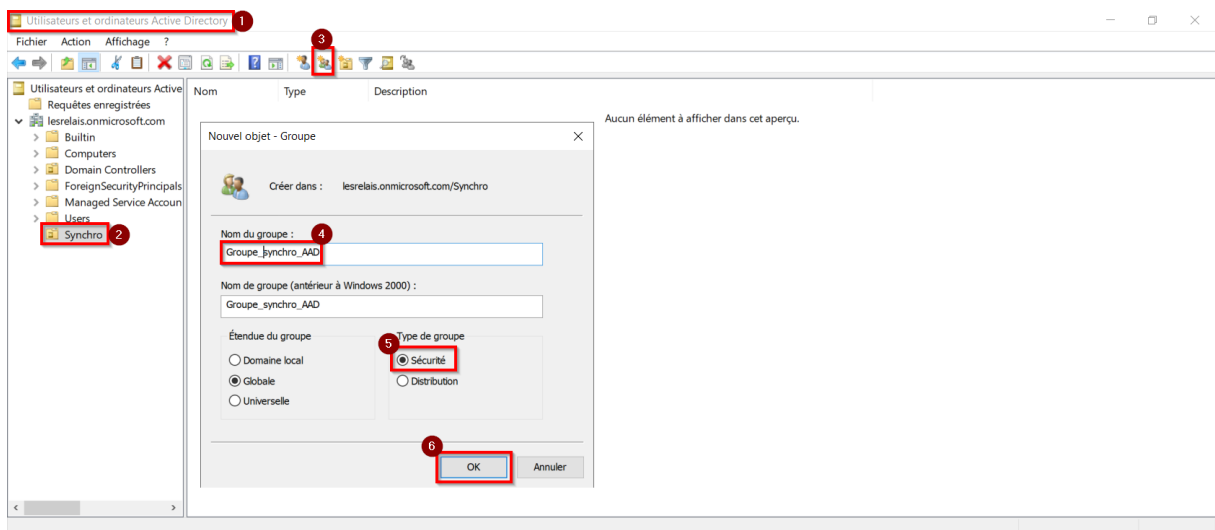 Utilisateurs et ordinateurs Active Directory
1
Fichier Action Affichage ?
3
Utilisateurs et ordinateurs Active
Requêtes enregistrées
lesrelais.onmicrosoft.com
Builtin
Computers
Domain Controllers
ForeignSecurityPrincipals
Managed Service Accoun
Users
Synchro
2
Nom Type Description
Aucun élément à afficher dans cet aperçu.
Nouvel objet - Groupe
Créer dans : lesrelais.onmicrosoft.com/Synchro
Nom du groupe :
4
Groupe_synchro_AAD
Nom de groupe (antérieur à Windows 2000) :
Groupe_synchro_AAD
Étendue du groupe
Domaine local
Globale
Universelle
5
Type de groupe
Sécurité
Distribution
6
OK Annuler